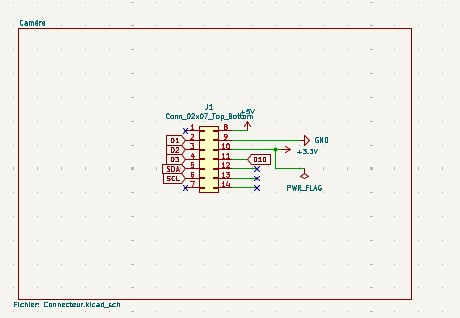 Caméra
J1
Conn_02x07_Top_Bottom
+5V
1 8
D1 2 9 GND
D2 3 10 +3.3V
D3 4 11 D10
SDA 5 12
SCL 6 13
7 14
PWR_FLAG
Fichier: Connecteur.kicad_sch